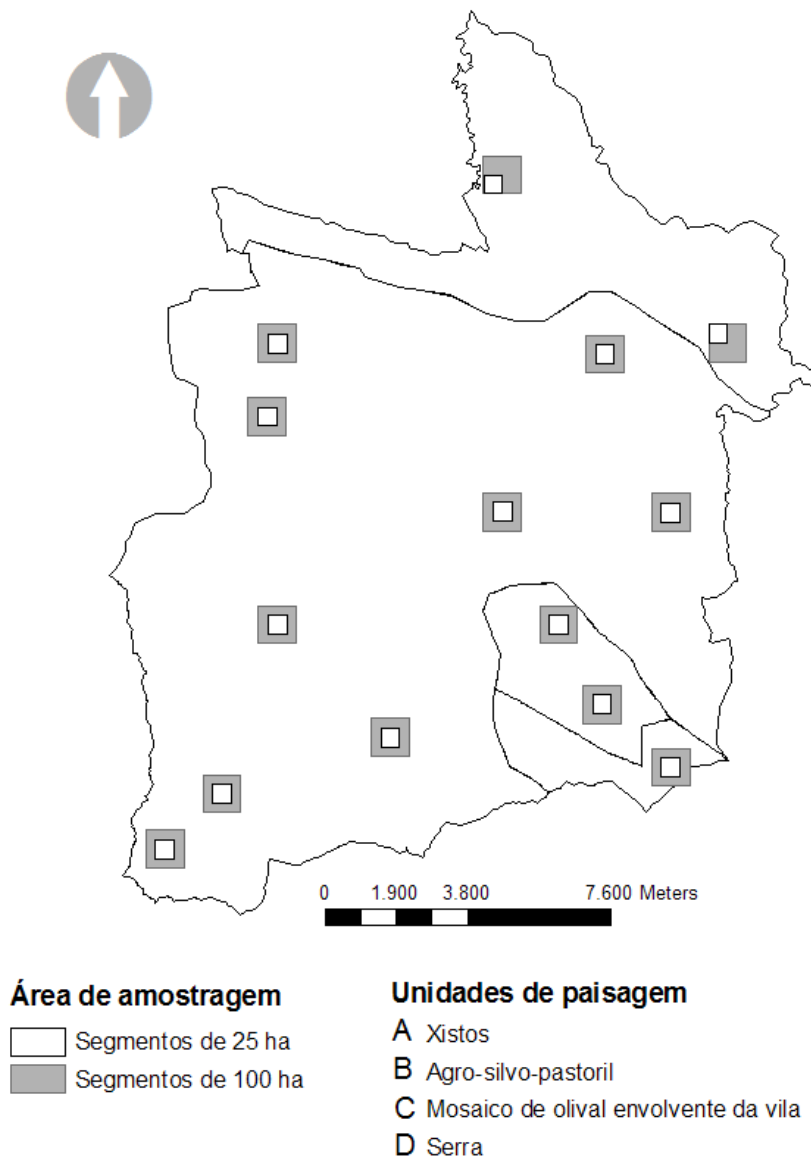 0 1.900 3.800 7.600 Meters
Área de amostragem
Segmentos de 25 ha
Segmentos de 100 ha
Unidades de paisagem
A Xistos
B Agro-silvo-pastoril
C Mosaico de olival envolvente da vila
D Serra